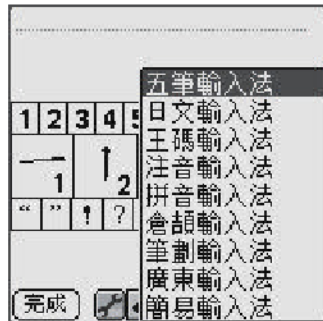 五筆輸入法
日文輸入法
王碼輸入法
注音輸入法
拼音輸入法
倉頡輸入法
筆劃輸入法
廣東輸入法
簡易輸入法
1 2 3 4 5
1 2
“ ” ! ?
完成